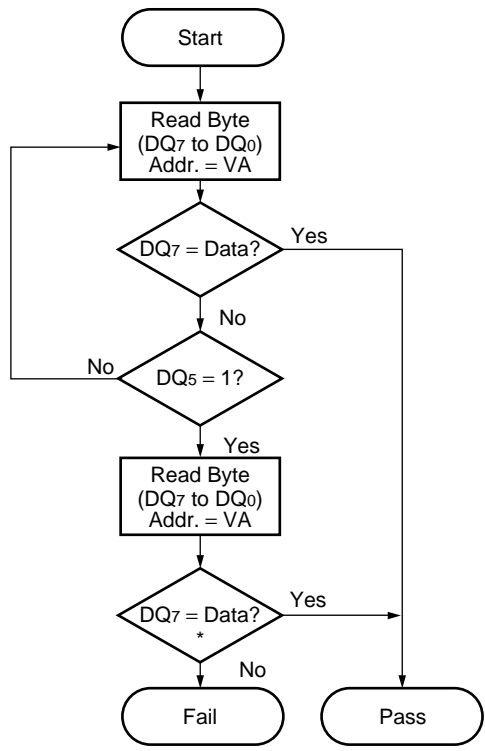 Start
Read Byte
(DQ7 to DQ0)
Addr. = VA
DQ7 = Data?
Yes
No
DQ5 = 1?
No
Yes
Read Byte
(DQ7 to DQ0)
Addr. = VA
DQ7 = Data?
*
Yes
No
Fail
Pass